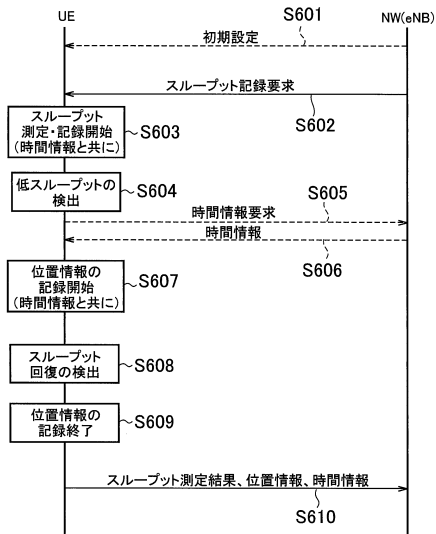 UE
NW(eNB)
S601
初期設定
スループット記録要求
S602
スループット
測定・記録開始
(時間情報と共に)
S603
低スループットの
検出
S604
S605
時間情報要求
時間情報
S606
位置情報の
記録開始
(時間情報と共に)
S607
スループット
回復の検出
S608
位置情報の
記録終了
S609
スループット測定結果、位置情報、時間情報
S610